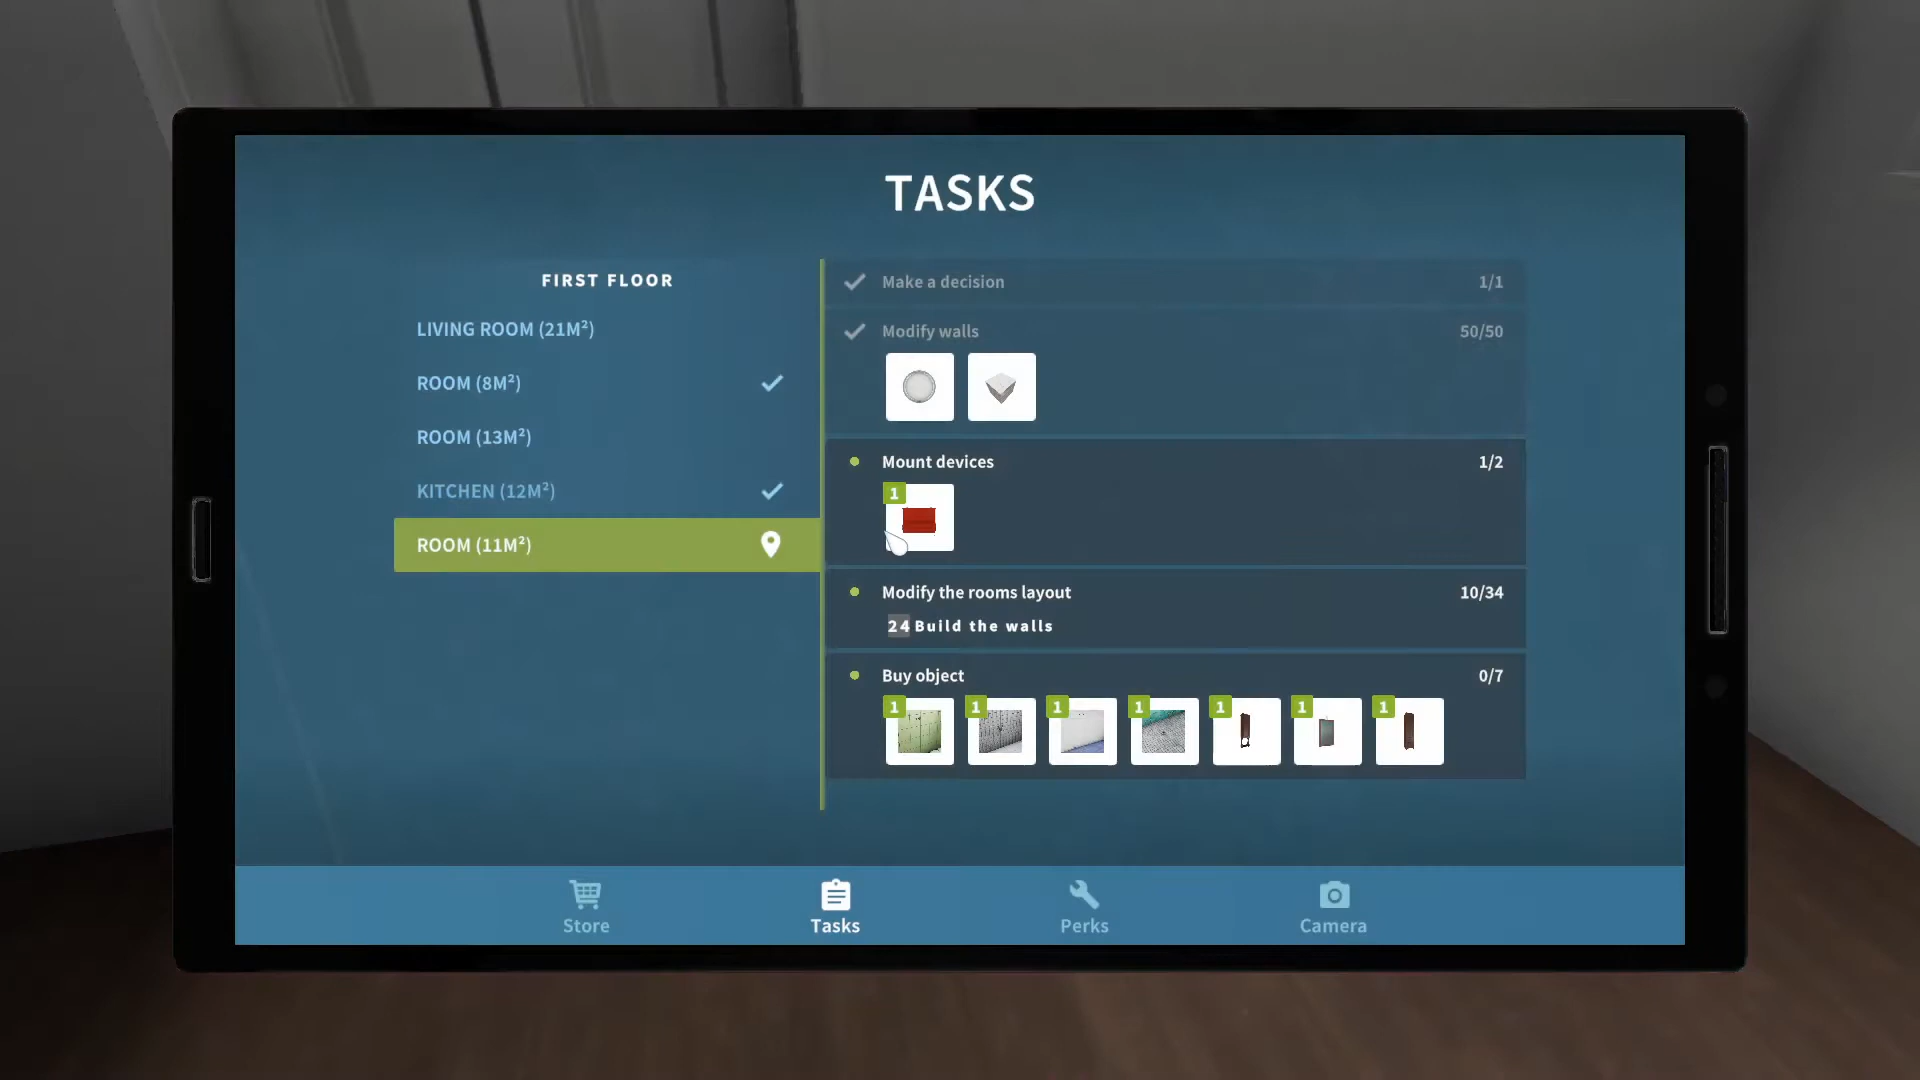 TASKS
FIRST FLOOR
LIVING ROOM (21M²)
ROOM (8M²)
ROOM (13M²)
KITCHEN (12M²)
ROOM (11M²)
Make a decision 1/1
Modify walls 50/50
Mount devices 1/2
1
Modify the rooms layout 10/34
24 Build the walls
Buy object 0/7
1 1 1 1 1 1 1
Store Tasks Perks Camera